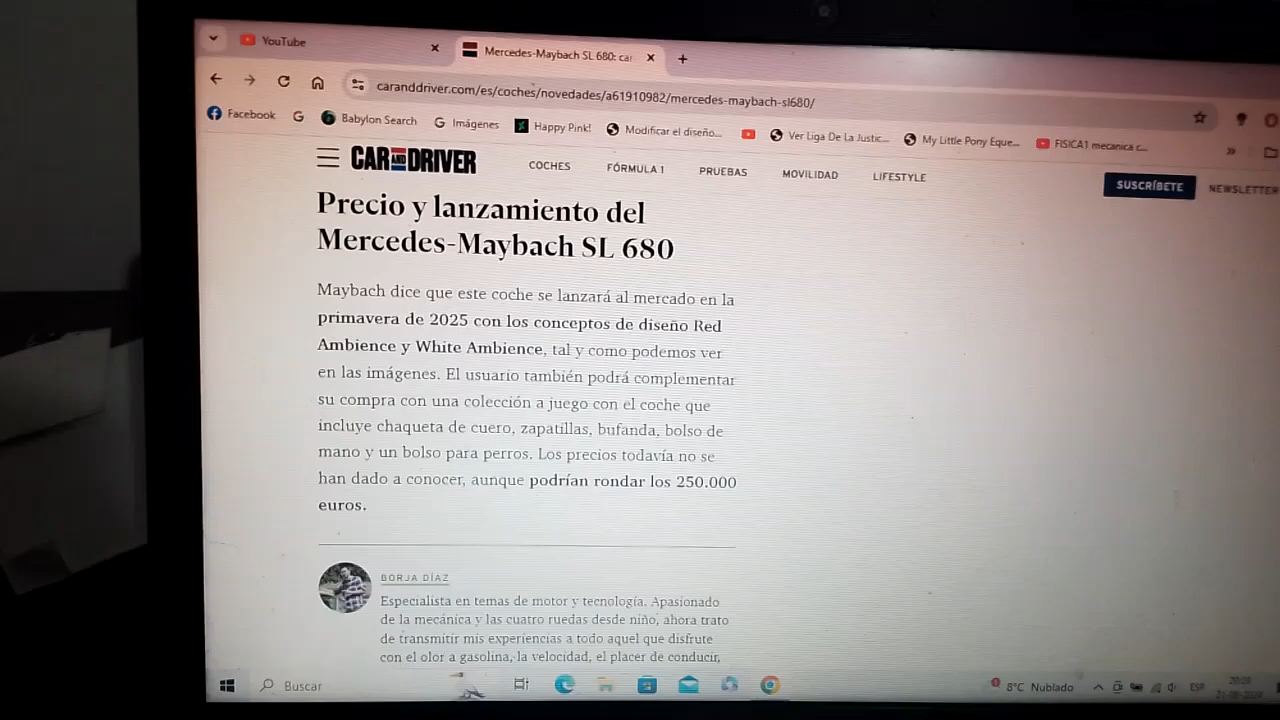 YouTube
Mercedes-Maybach SL 680: car
caranddriver.com/es/coches/novedades/a61910982/mercedes-maybach-sl680/
Facebook
G
Babylon Search
G Imágenes
Happy Pink!
Modificar el diseño...
Ver Liga De La Justic...
My Little Pony Eque...
FISICA1 mecanica c...
CAR AND DRIVER
COCHES
FÓRMULA 1
PRUEBAS
MOVILIDAD
LIFESTYLE
SUSCRÍBETE
NEWSLETTER
Precio y lanzamiento del
Mercedes-Maybach SL 680
Maybach dice que este coche se lanzará al mercado en la
primavera de 2025 con los conceptos de diseño Red
Ambience y White Ambience, tal y como podemos ver
en las imágenes. El usuario también podrá complementar
su compra con una colección a juego con el coche que
incluye chaqueta de cuero, zapatillas, bufanda, bolso de
mano y un bolso para perros. Los precios todavía no se
han dado a conocer, aunque podrían rondar los 250.000
euros.
BORJA DÍAZ
Especialista en temas de motor y tecnología. Apasionado
de la mecánica y las cuatro ruedas desde niño, ahora trato
de transmitir mis experiencias a todo aquel que disfrute
con el olor a gasolina, la velocidad, el placer de conducir,
Buscar
8°C Nublado
ESP